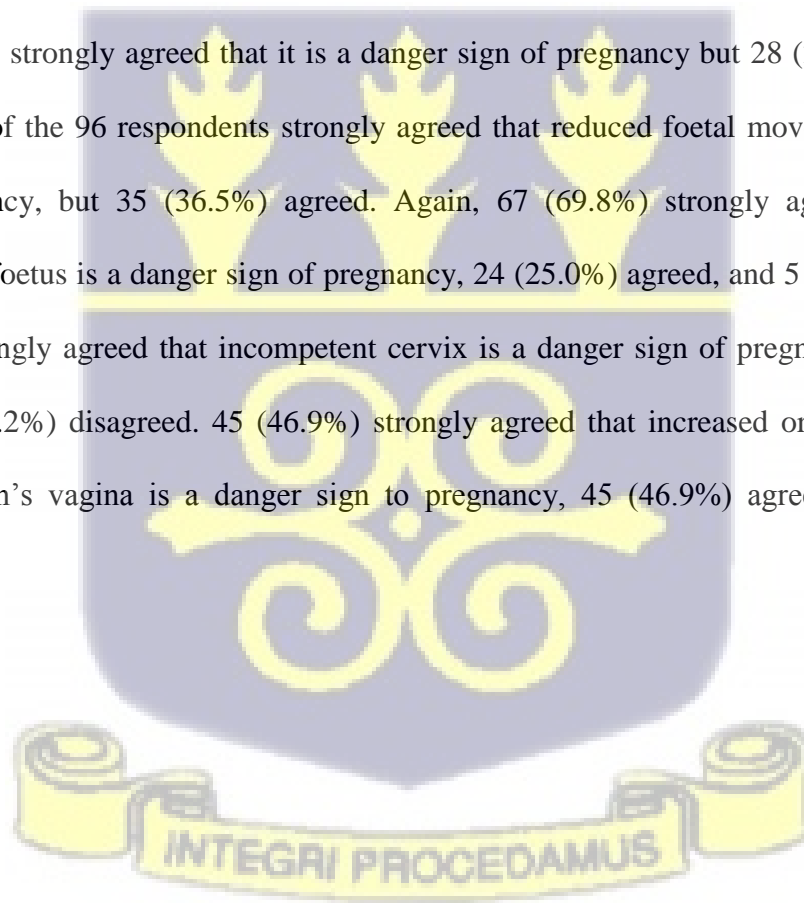 strongly agreed that it is a danger sign of pregnancy but 28 (
of the 96 respondents strongly agreed that reduced foetal mov
ncy, but 35 (36.5%) agreed. Again, 67 (69.8%) strongly ag
foetus is a danger sign of pregnancy, 24 (25.0%) agreed, and 5
ngly agreed that incompetent cervix is a danger sign of pregn
.2%) disagreed. 45 (46.9%) strongly agreed that increased or
n's vagina is a danger sign to pregnancy, 45 (46.9%) agree
INTEGRI PROCEDAMUS